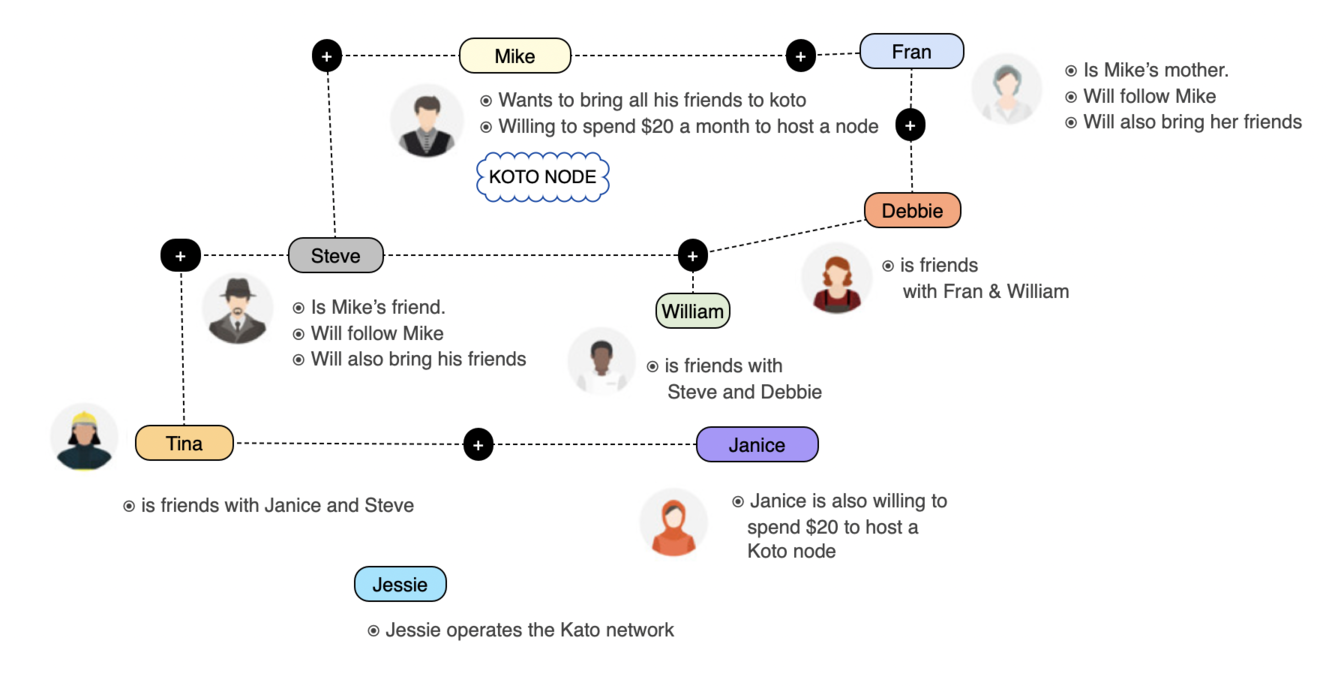 +
Mike
+
Fran
Wants to bring all his friends to koto
Willing to spend $20 a month to host a node
KOTO NODE
Is Mike's mother.
Will follow Mike
Will also bring her friends
+
Debbie
is friends
with Fran & William
+
Steve
+
Is Mike's friend.
Will follow Mike
Will also bring his friends
William
is friends with
Steve and Debbie
Tina
+
Janice
is friends with Janice and Steve
Janice is also willing to
spend $20 to host a
Koto node
Jessie
Jessie operates the Kato network